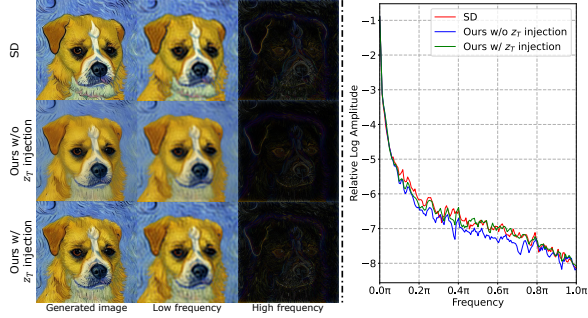 SD
Ours w/o
z_T injection
Ours w/
z_T injection
Generated image
Low frequency
High frequency
SD
Ours w/o z_T injection
Ours w/ z_T injection
Relative Log Amplitude
−1
−2
−3
−4
−5
−6
−7
−8
0.0π
0.2π
0.4π
0.6π
0.8π
1.0π
Frequency